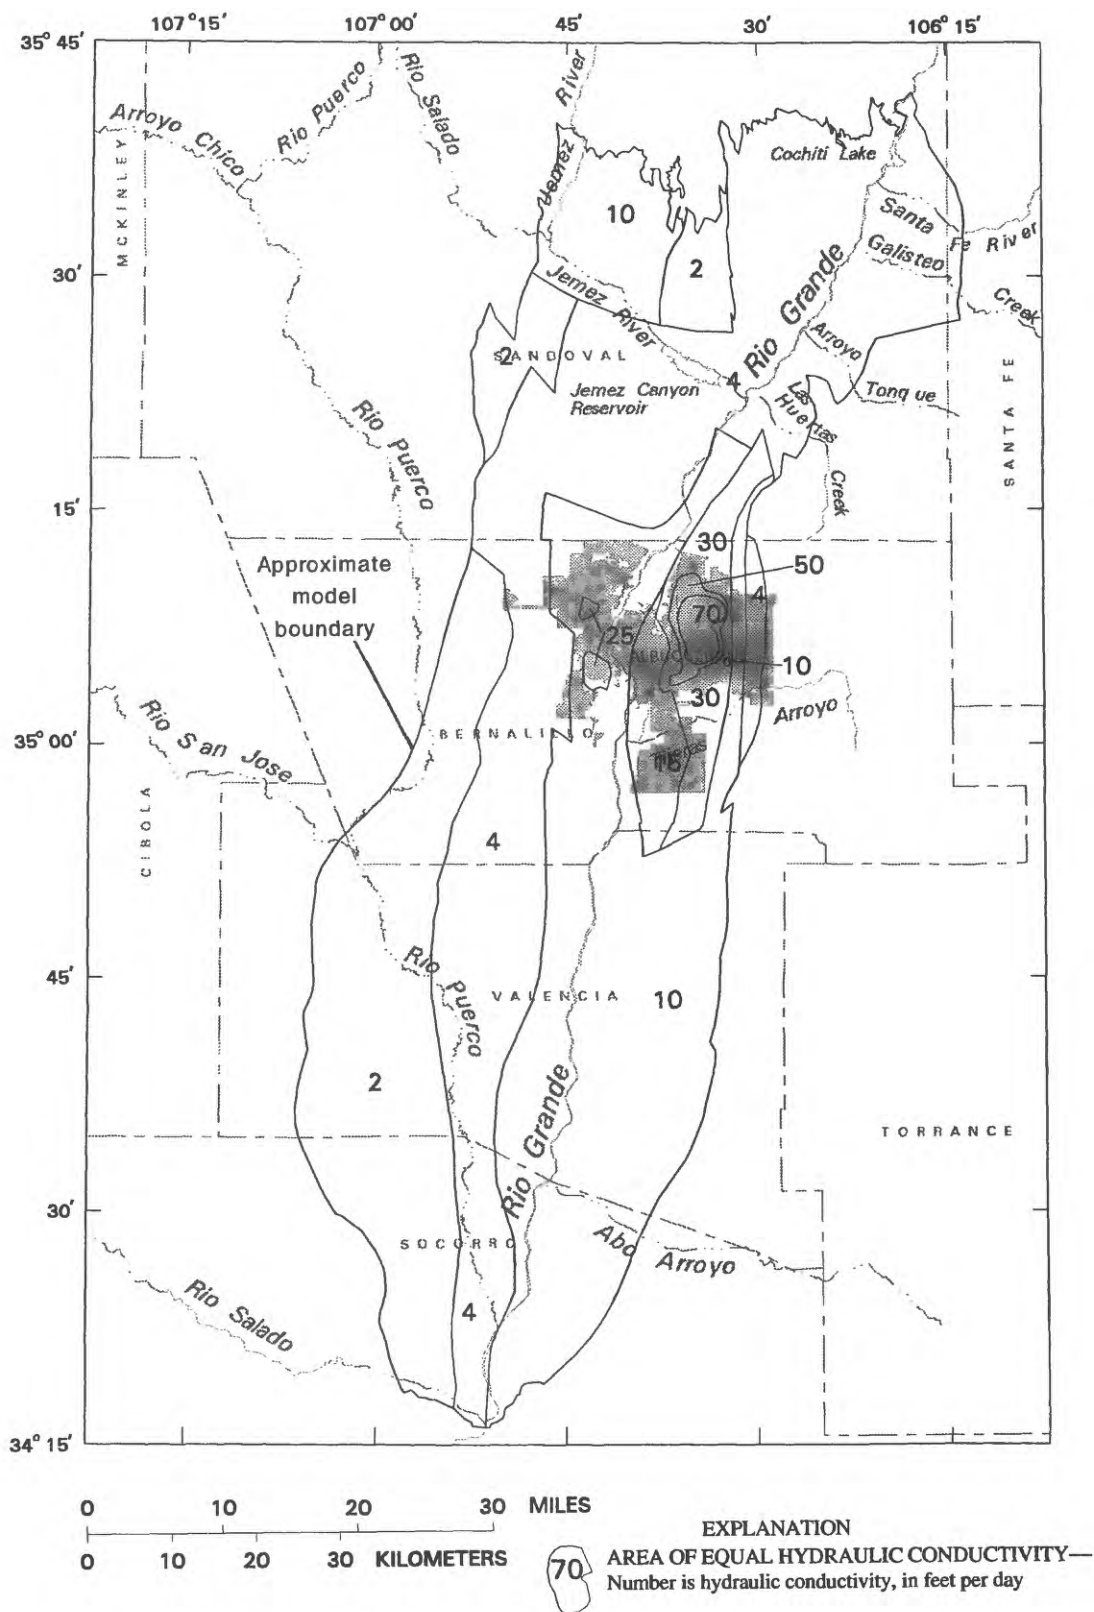 107°15′ 107°00′ 45′ 30′ 106°15′
35°45′
30′
15′
35°00′
45′
30′
34°15′
MCKINLEY
Arroyo Chico
Rio Puerco
Rio Salado
River
Jemez
10
2
Cochiti Lake
Santa
Fe River
Galisteo
Creek
Jemez River
Rio GRANDE
Arroyo
Tonque
2
SANDOVAL
Jemez Canyon
Reservoir
4
Las
Huertas
Creek
SANTA FE
Rio Puerco
Approximate
model
boundary
30
50
4
70
25
10
30
Arroyo
15
BERNALILLO
Rio San Jose
CIBOLA
4
Rio Puerco
VALENCIA
10
2
Rio Grande
TORRANCE
SOCORRO
Abo
Arroyo
4
Rio Salado
0 10 20 30 MILES
0 10 20 30 KILOMETERS
EXPLANATION
70
AREA OF EQUAL HYDRAULIC CONDUCTIVITY—
Number is hydraulic conductivity, in feet per day